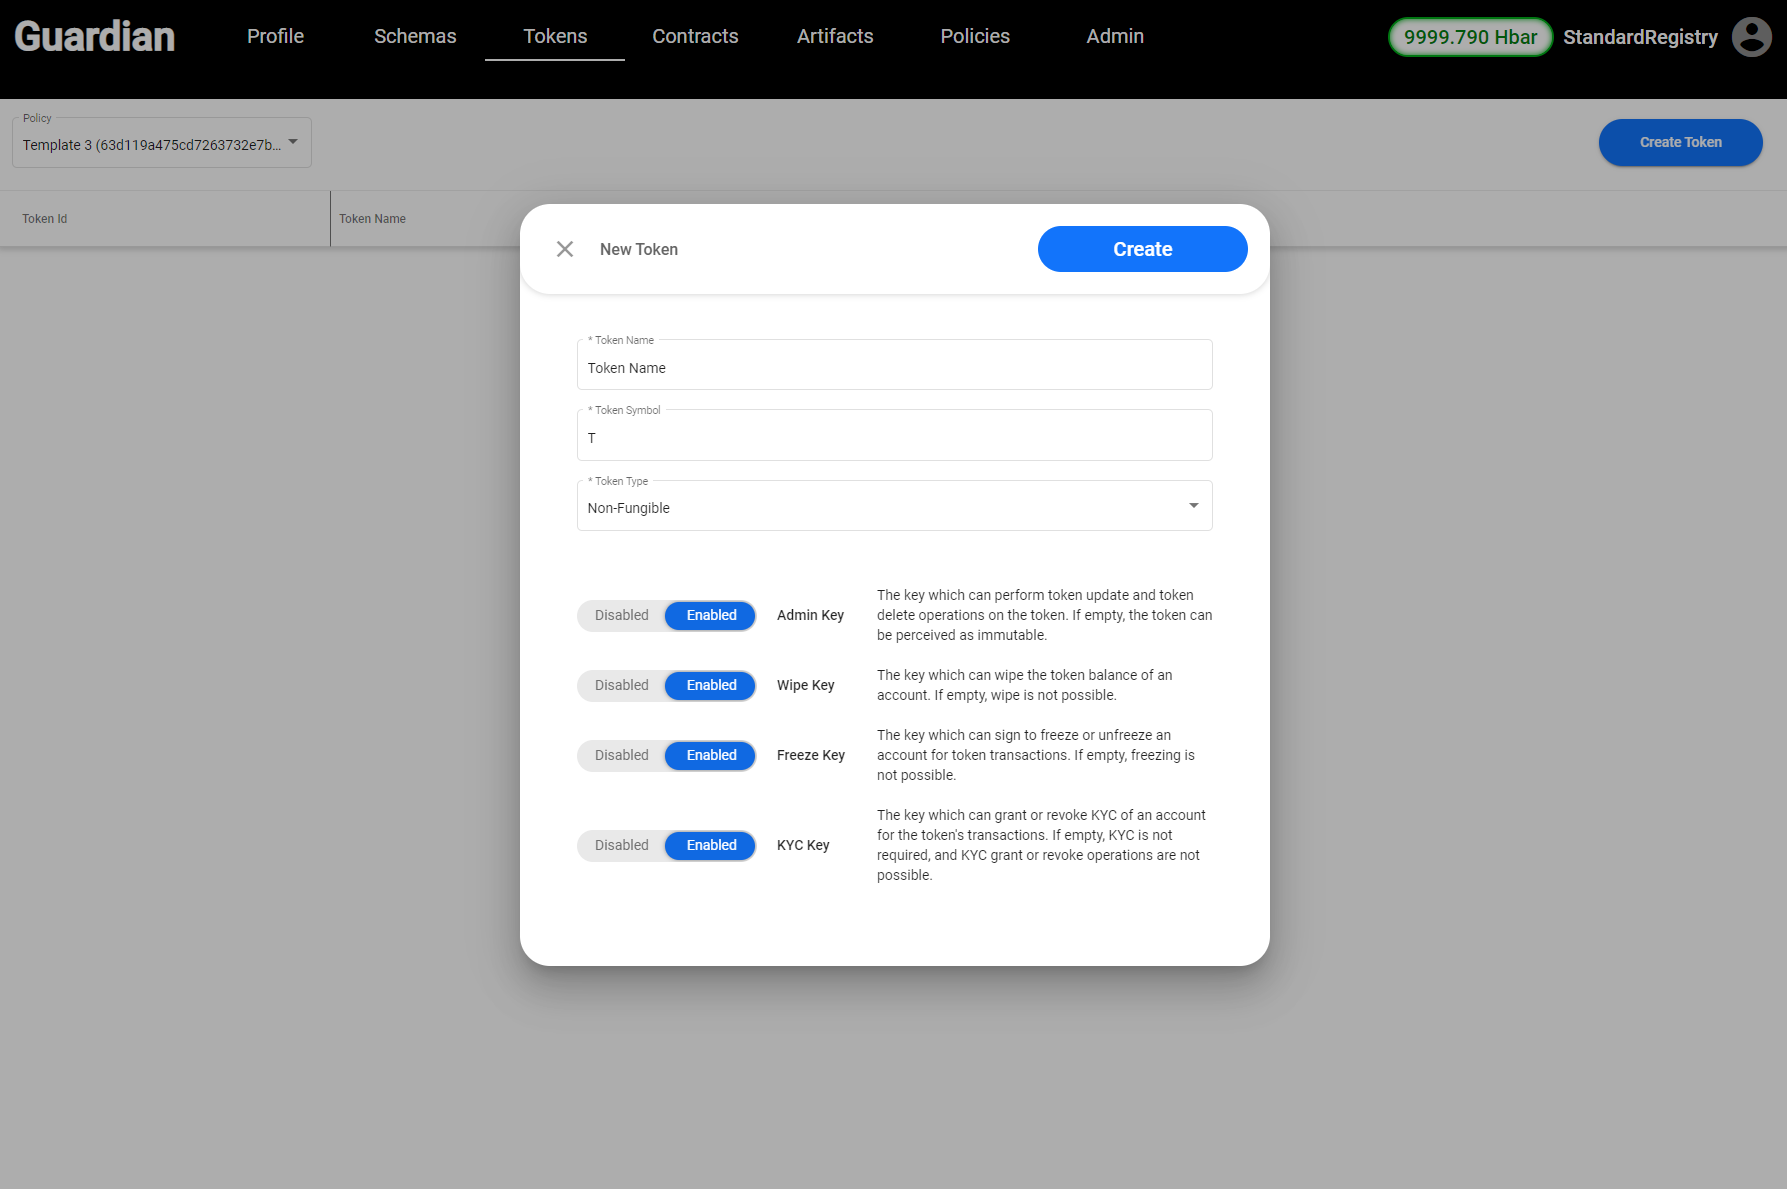 Guardian
Profile
Schemas
Tokens
Contracts
Artifacts
Policies
Admin
9999.790 Hbar
StandardRegistry
Policy
Template 3 (63d119a475cd7263732e7b...
Create Token
Token Id
Token Name
New Token
Create
* Token Name
Token Name
* Token Symbol
T
* Token Type
Non-Fungible
Disabled
Enabled
Admin Key
The key which can perform token update and token
delete operations on the token. If empty, the token can
be perceived as immutable.
Disabled
Enabled
Wipe Key
The key which can wipe the token balance of an
account. If empty, wipe is not possible.
Disabled
Enabled
Freeze Key
The key which can sign to freeze or unfreeze an
account for token transactions. If empty, freezing is
not possible.
Disabled
Enabled
KYC Key
The key which can grant or revoke KYC of an account
for the token's transactions. If empty, KYC is not
required, and KYC grant or revoke operations are not
possible.